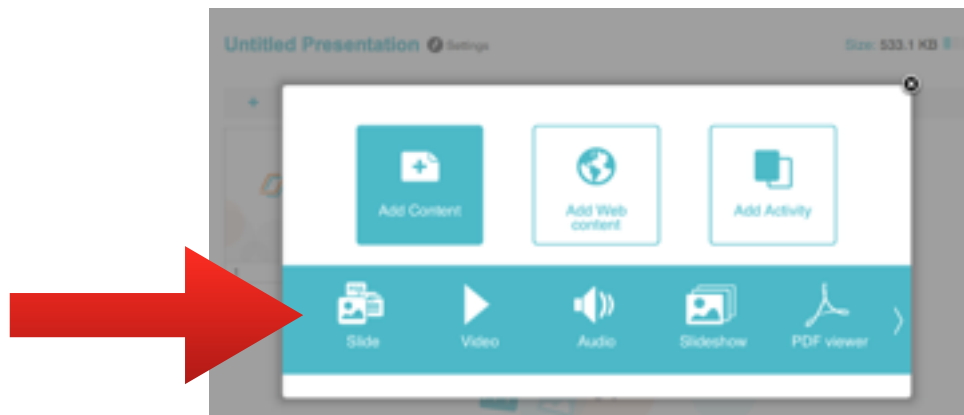 Untitled Presentation Settings
Size: 533.1 KB
Add Content
Add Web
content
Add Activity
Slide
Video
Audio
Slideshow
PDF viewer